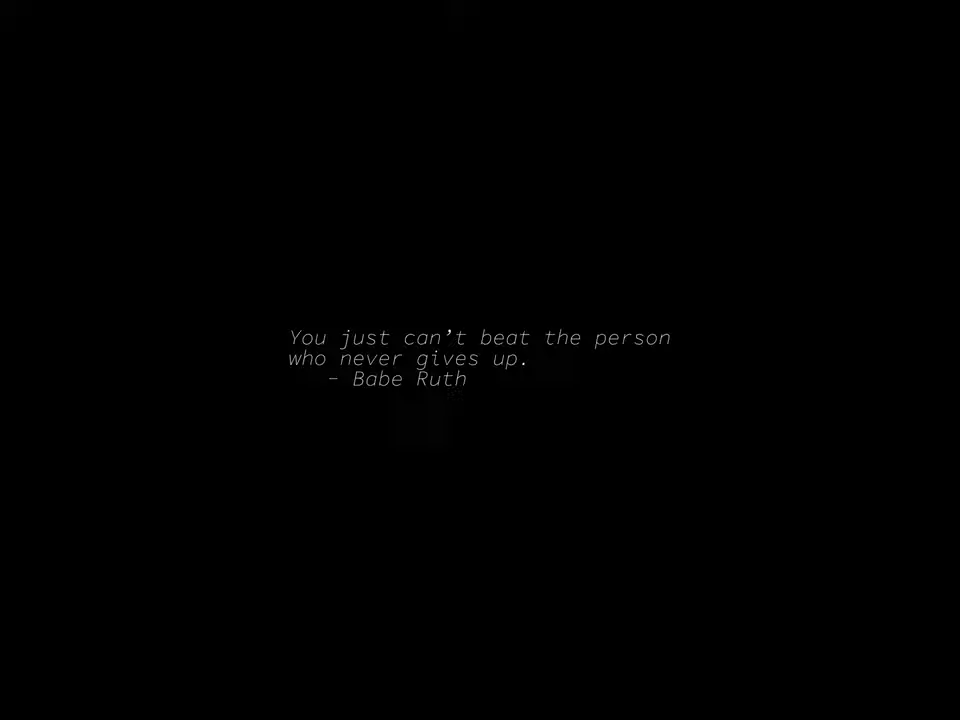 You just can’t beat the person
who never gives up.
- Babe Ruth